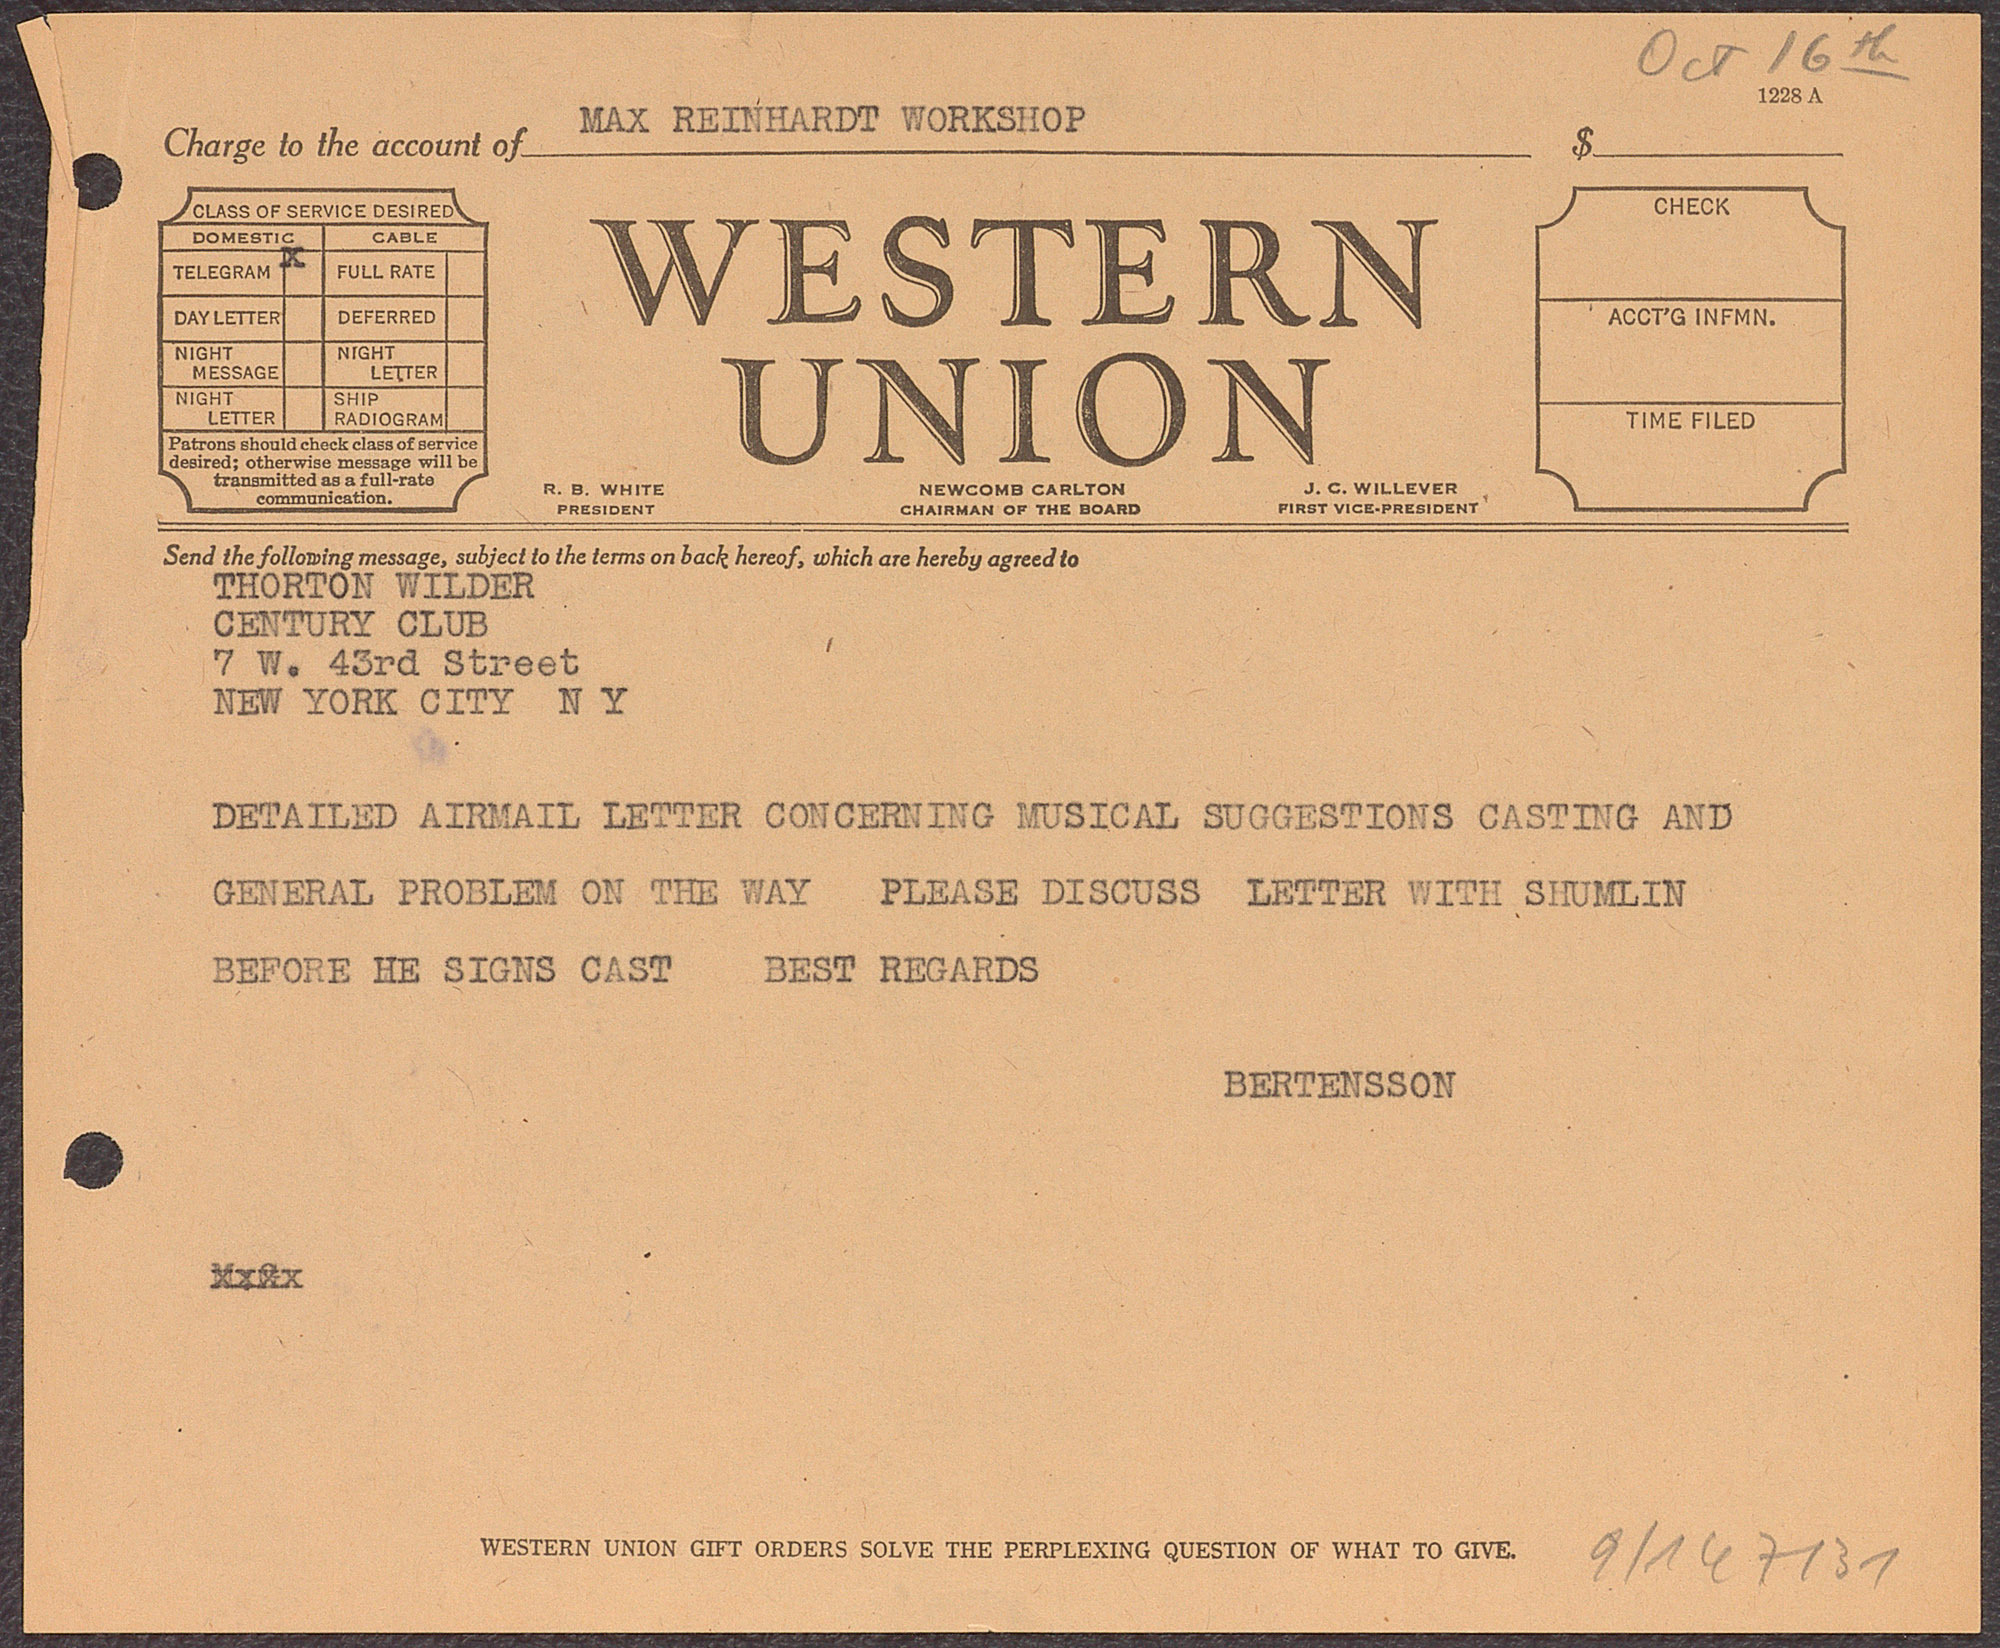 Oct 16th
1228 A
Charge to the account of MAX REINHARDT WORKSHOP $
CLASS OF SERVICE DESIRED
DOMESTIC CABLE
TELEGRAM X FULL RATE
DAY LETTER DEFERRED
NIGHT MESSAGE NIGHT LETTER
NIGHT LETTER SHIP RADIOGRAM
Patrons should check class of service
desired; otherwise message will be
transmitted as a full-rate
communication.
WESTERN
UNION
R. B. WHITE
PRESIDENT
NEWCOMB CARLTON
CHAIRMAN OF THE BOARD
J. C. WILLEVER
FIRST VICE-PRESIDENT
CHECK
ACCT'G INFMN.
TIME FILED
Send the following message, subject to the terms on back hereof, which are hereby agreed to
THORTON WILDER
CENTURY CLUB
7 W. 43rd Street
NEW YORK CITY N Y
DETAILED AIRMAIL LETTER CONCERNING MUSICAL SUGGESTIONS CASTING AND
GENERAL PROBLEM ON THE WAY PLEASE DISCUSS LETTER WITH SHUMLIN
BEFORE HE SIGNS CAST BEST REGARDS
BERTENSSON
WESTERN UNION GIFT ORDERS SOLVE THE PERPLEXING QUESTION OF WHAT TO GIVE.
9/147131